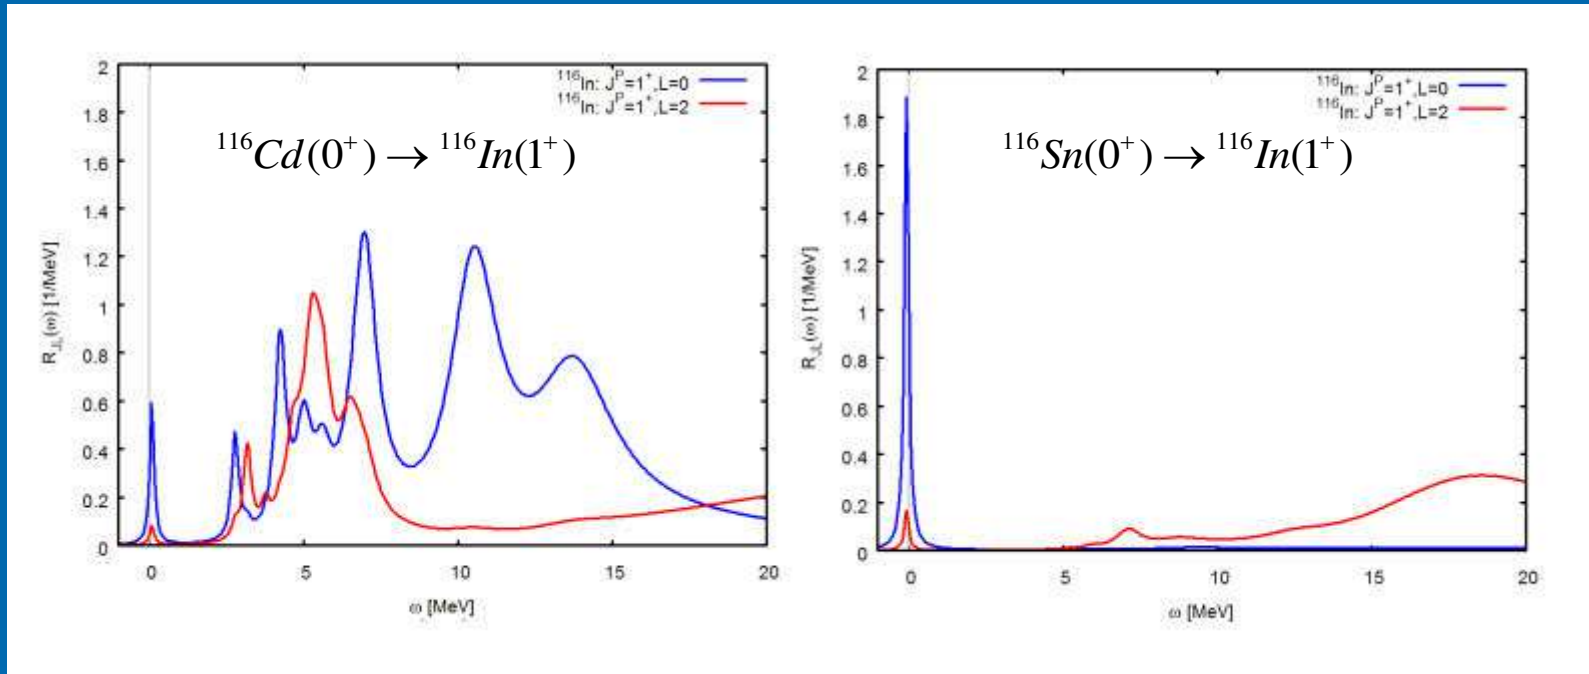 ¹¹⁶In: Jᴾ=1⁺,L=0
¹¹⁶In: Jᴾ=1⁺,L=2
¹¹⁶Cd(0⁺) → ¹¹⁶In(1⁺)
2
1.8
1.6
1.4
1.2
1
0.8
0.6
0.4
0.2
0
R_JL(ω) [1/MeV]
0 5 10 15 20
ω [MeV]
¹¹⁶In: Jᴾ=1⁺,L=0
¹¹⁶In: Jᴾ=1⁺,L=2
¹¹⁶Sn(0⁺) → ¹¹⁶In(1⁺)
2
1.8
1.6
1.4
1.2
1
0.8
0.6
0.4
0.2
0
R_JL(ω) [1/MeV]
0 5 10 15 20
ω [MeV]